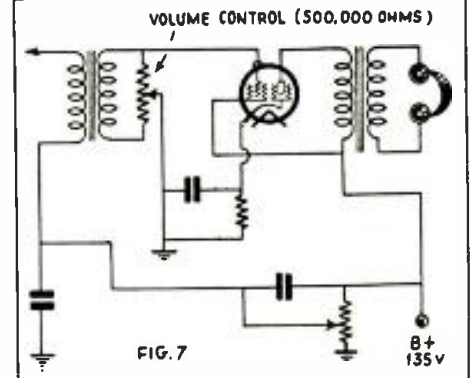 VOLUME CONTROL (500,000 OHMS)
FIG. 7
B+
135 V